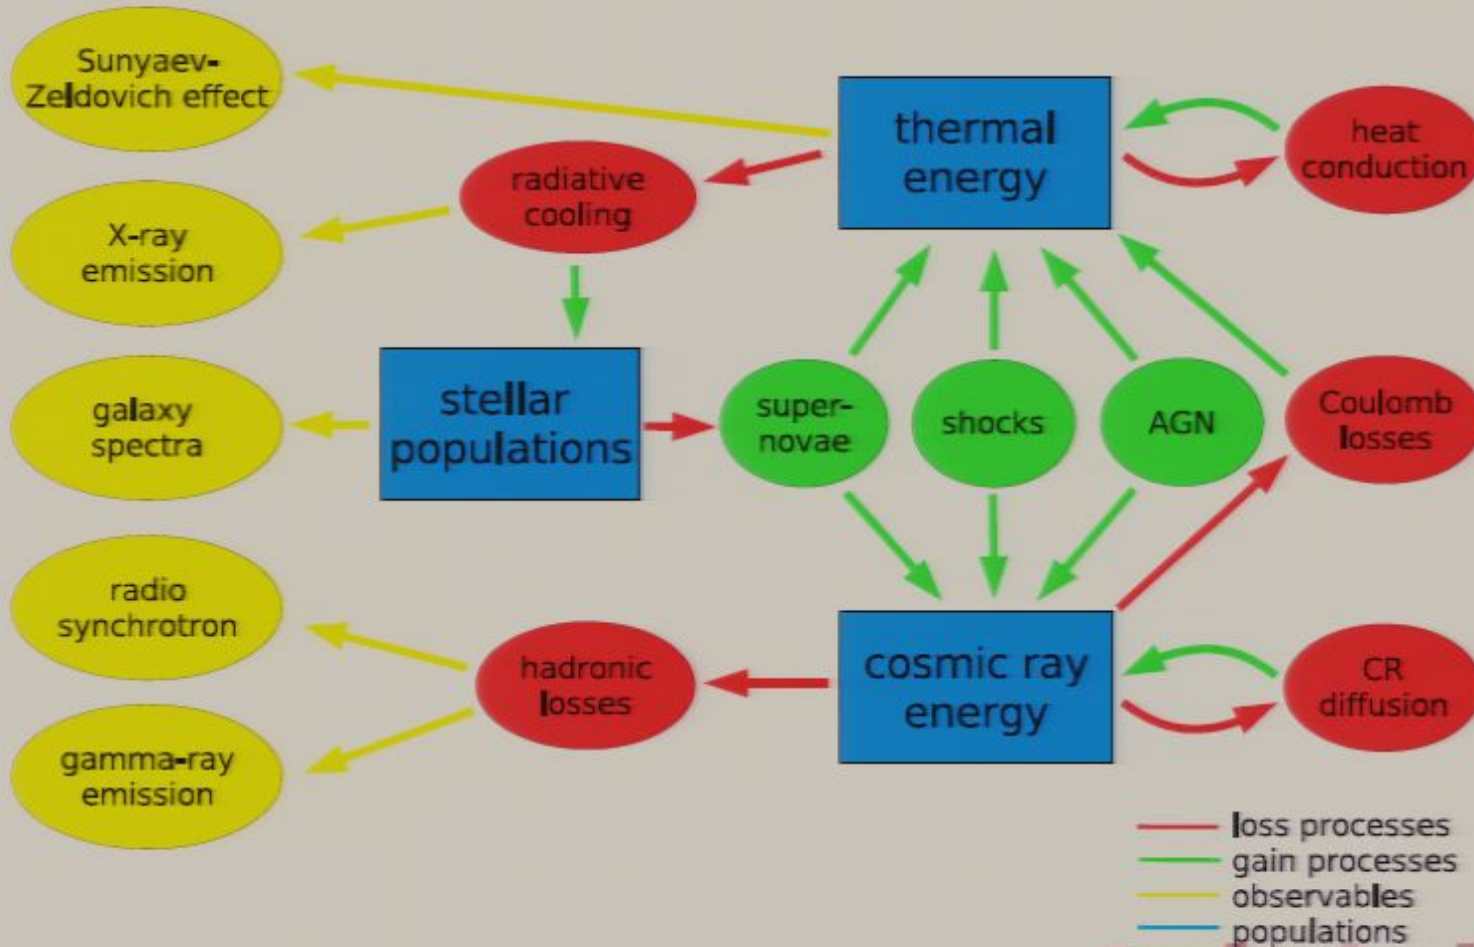 Sunyaev-
Zeldovich effect
thermal
energy
heat
conduction
radiative
cooling
X-ray
emission
galaxy
spectra
stellar
populations
super-
novae
shocks
AGN
Coulomb
losses
radio
synchrotron
hadronic
losses
cosmic ray
energy
CR
diffusion
gamma-ray
emission
loss processes
gain processes
observables
populations